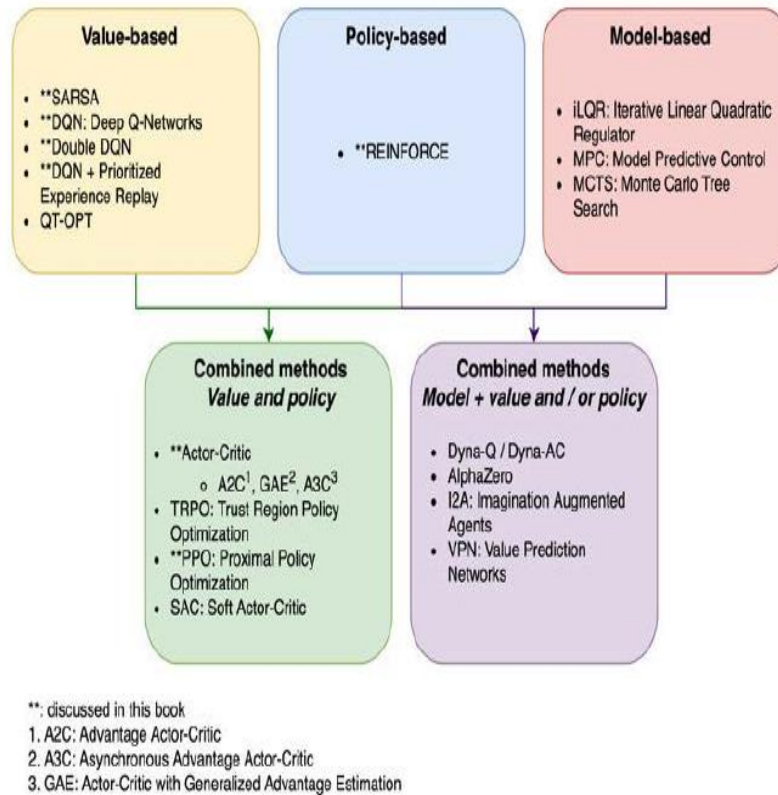 Value-based
**SARSA
**DQN: Deep Q-Networks
**Double DQN
**DQN + Prioritized
Experience Replay
QT-OPT
Policy-based
**REINFORCE
Model-based
iLQR: Iterative Linear Quadratic
Regulator
MPC: Model Predictive Control
MCTS: Monte Carlo Tree
Search
Combined methods
Value and policy
**Actor-Critic
A2C¹, GAE², A3C³
TRPO: Trust Region Policy
Optimization
**PPO: Proximal Policy
Optimization
SAC: Soft Actor-Critic
Combined methods
Model + value and / or policy
Dyna-Q / Dyna-AC
AlphaZero
I2A: Imagination Augmented
Agents
VPN: Value Prediction
Networks
**: discussed in this book
1. A2C: Advantage Actor-Critic
2. A3C: Asynchronous Advantage Actor-Critic
3. GAE: Actor-Critic with Generalized Advantage Estimation